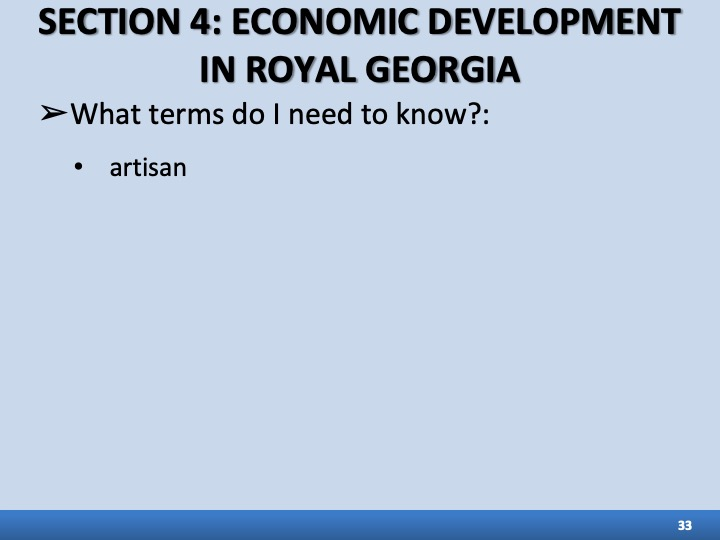 SECTION 4: ECONOMIC DEVELOPMENT
IN ROYAL GEORGIA
➢What terms do I need to know?:
• artisan
33